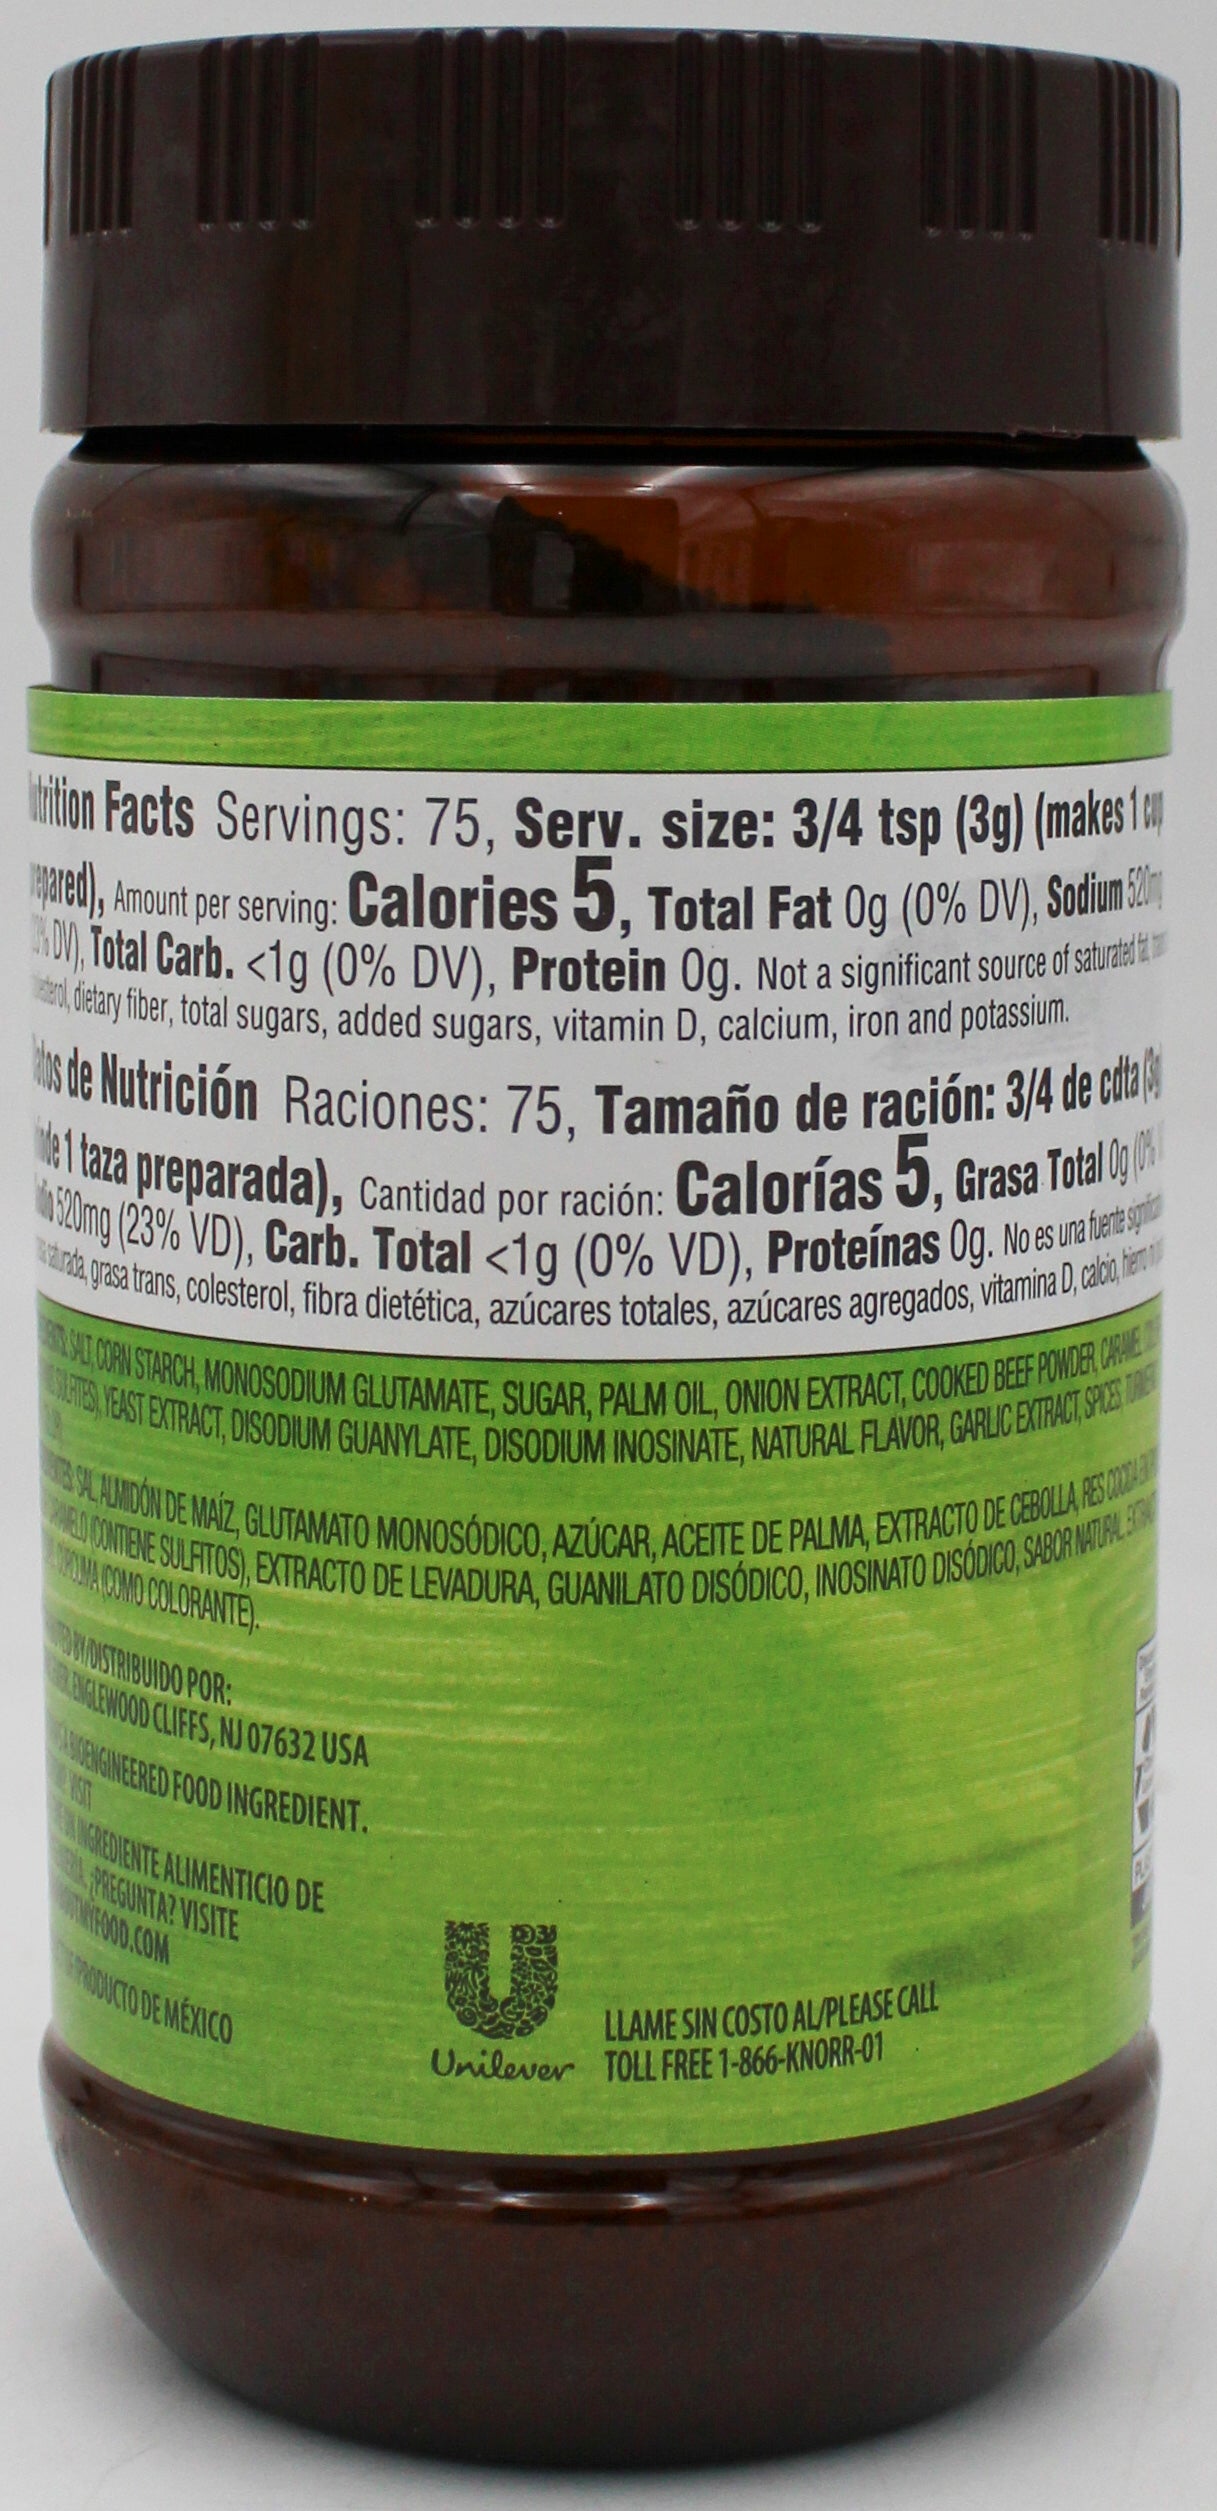 Facts Servings: 75, Serv. size: 3/4 tsp (3g) (makes 1 cup
Amount per serving: Calories 5, Total Fat 0g (0% DV), Sodium 520mg
DV), Total Carb. <1g (0% DV), Protein 0g. Not a significant source of saturated fat,
dietary fiber, total sugars, added sugars, vitamin D, calcium, iron and potassium.
de Nutrición Raciones: 75, Tamaño de ración: 3/4 de cdta (3g
1 taza preparada), Cantidad por ración: Calorías 5, Grasa Total 0g (0%
520mg (23% VD), Carb. Total <1g (0% VD), Proteínas 0g. No es una fuente
saturada, grasa trans, colesterol, fibra dietética, azúcares totales, azúcares agregados, vitamina D, calcio,
SALT, CORN STARCH, MONOSODIUM GLUTAMATE, SUGAR, PALM OIL, ONION EXTRACT, COOKED BEEF POWDER, CARAMEL
YEAST EXTRACT, DISODIUM GUANYLATE, DISODIUM INOSINATE, NATURAL FLAVOR, GARLIC EXTRACT, SPICES,
SAL, ALMIDÓN DE MAÍZ, GLUTAMATO MONOSÓDICO, AZÚCAR, ACEITE DE PALMA, EXTRACTO DE CEBOLLA, RES COCIDA
(CONTIENE SULFITOS), EXTRACTO DE LEVADURA, GUANILATO DISÓDICO, INOSINATO DISÓDICO, SABOR NATURAL,
(COMO COLORANTE).
BY/DISTRIBUIDO POR:
ENGLEWOOD CLIFFS, NJ 07632 USA
BIOENGINEERED FOOD INGREDIENT.
VISIT
INGREDIENTE ALIMENTICIO DE
¿PREGUNTA? VISITE
PRODUCTO DE MÉXICO
Unilever
LLAME SIN COSTO AL/PLEASE CALL
TOLL FREE 1-866-KNORR-01